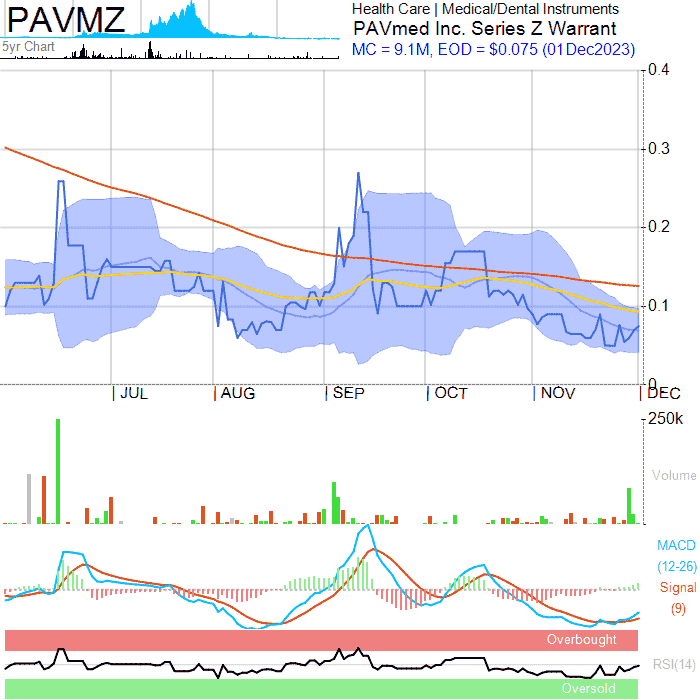 PAVMZ
5yr Chart
Health Care | Medical/Dental Instruments
PAVmed Inc. Series Z Warrant
MC = 9.1M, EOD = $0.075 (01Dec2023)
0.4
0.3
0.2
0.1
0
JUL AUG SEP OCT NOV DEC
250k
Volume
MACD
(12-26)
Signal
(9)
Overbought
RSI(14)
Oversold